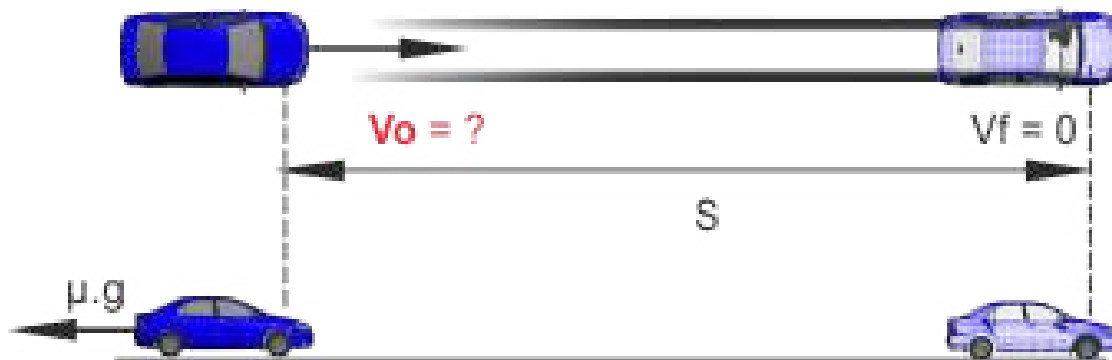 Vo = ?
Vf = 0
S
μ.g